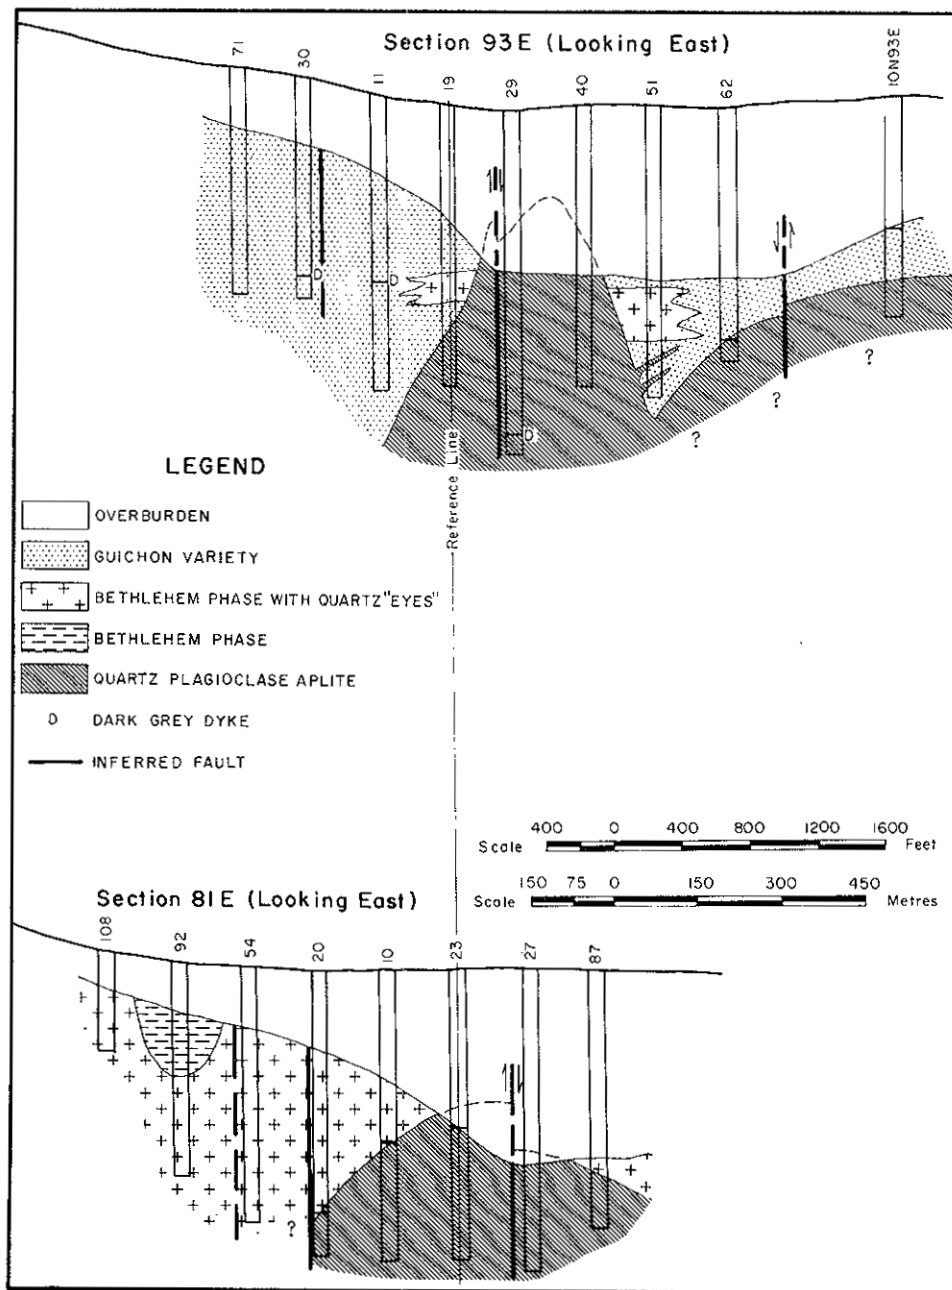 Section 93E (Looking East)
71
30
11
19
29
40
51
62
10N93E
D
D
D
?
?
?
Reference Line
LEGEND
OVERBURDEN
GUICHON VARIETY
BETHLEHEM PHASE WITH QUARTZ "EYES"
BETHLEHEM PHASE
QUARTZ PLAGIOCLASE APLITE
D DARK GREY DYKE
INFERRED FAULT
400 0 400 800 1200 1600
Scale Feet
150 75 0 150 300 450
Scale Metres
Section 81E (Looking East)
108
92
54
20
10
23
27
87
?